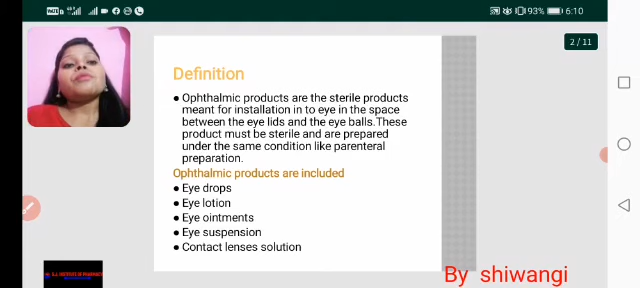 93% 6:10
2 / 11
Definition
● Ophthalmic products are the sterile products
meant for installation in to eye in the space
between the eye lids and the eye balls.These
product must be sterile and are prepared
under the same condition like parenteral
preparation.
Ophthalmic products are included
● Eye drops
● Eye lotion
● Eye ointments
● Eye suspension
● Contact lenses solution
By shiwangi